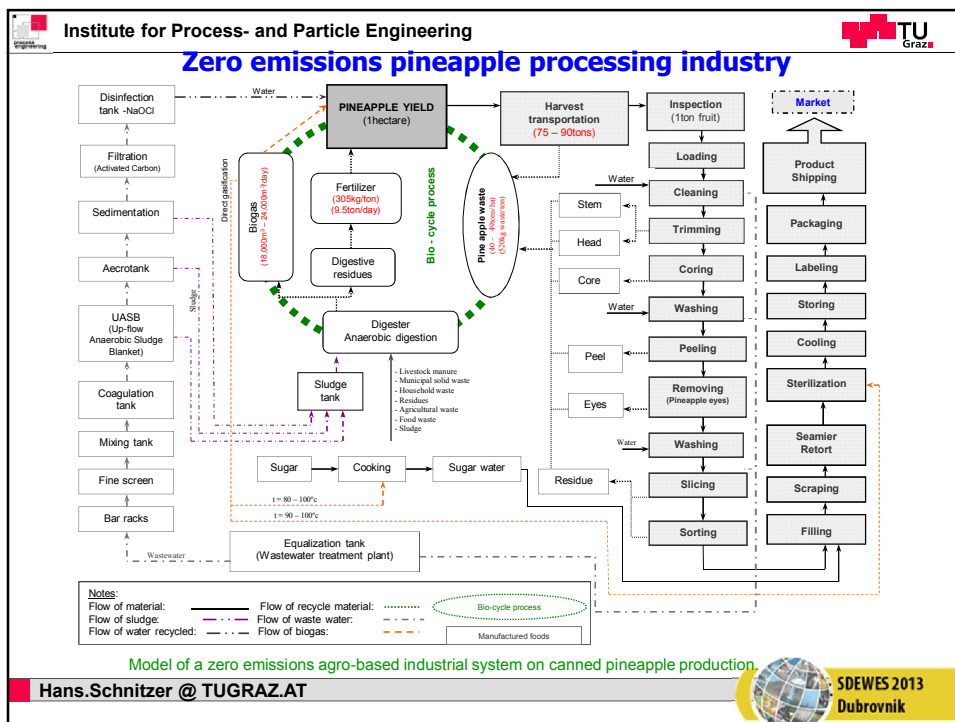 process
engineering
Institute for Process- and Particle Engineering
TU
Graz
Zero emissions pineapple processing industry
Disinfection
tank -NaOCl
Water
PINEAPPLE YIELD
(1hectare)
Harvest
transportation
(75 – 90tons)
Inspection
(1ton fruit)
Market
Filtration
(Activated Carbon)
Sedimentation
Aecrotank
UASB
(Up-flow
Anaerobic Sludge
Blanket)
Coagulation
tank
Mixing tank
Fine screen
Bar racks
Wastewater
Sludge
Direct gasification
Biogas
(18,000m³ – 24,000m³/day)
Fertilizer
(305kg/ton)
(9.5ton/day)
Digestive
residues
Bio - cycle process
Pine apple waste
(40 – 49tons/ha)
(520kg waste/ton)
Digester
Anaerobic digestion
Sludge
tank
- Livestock manure
- Municipal solid waste
- Household waste
- Residues
- Agricultural waste
- Food waste
- Sludge
Sugar
Cooking
Sugar water
t = 80 – 100°c
t = 90 – 100°c
Equalization tank
(Wastewater treatment plant)
Stem
Head
Core
Peel
Eyes
Residue
Loading
Water
Cleaning
Trimming
Coring
Water
Washing
Peeling
Removing
(Pineapple eyes)
Water
Washing
Slicing
Sorting
Product
Shipping
Packaging
Labeling
Storing
Cooling
Sterilization
Seamier
Retort
Scraping
Filling
Notes:
Flow of material:
Flow of recycle material:
Bio-cycle process
Flow of sludge:
Flow of waste water:
Flow of water recycled:
Flow of biogas:
Manufactured foods
Model of a zero emissions agro-based industrial system on canned pineapple production.
Hans.Schnitzer @ TUGRAZ.AT
SDEWES 2013
Dubrovnik